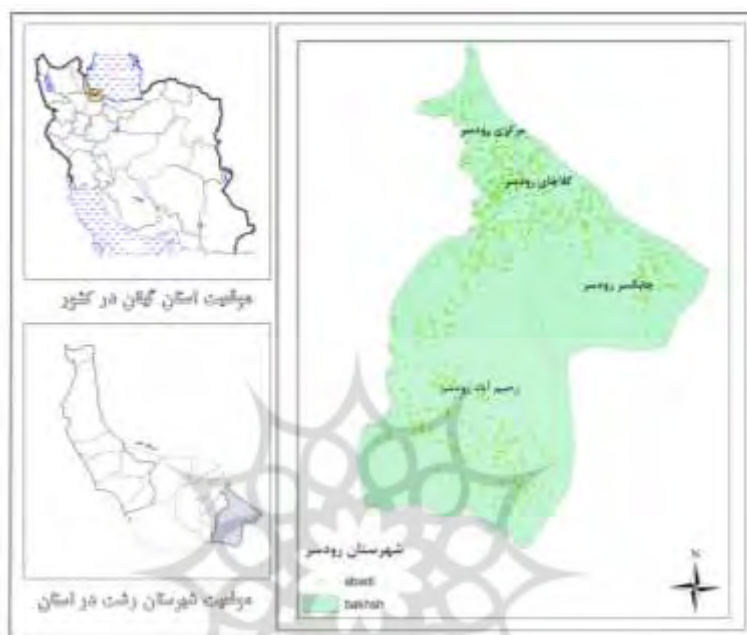 موقعیت استان گیلان در کشور
موقعیت شهرستان رشت در استان
مرکزی رودسر
کلاچای رودسر
چابکسر رودسر
رحیم آباد رودسر
شهرستان رودسر
abadi
bakhsh
N